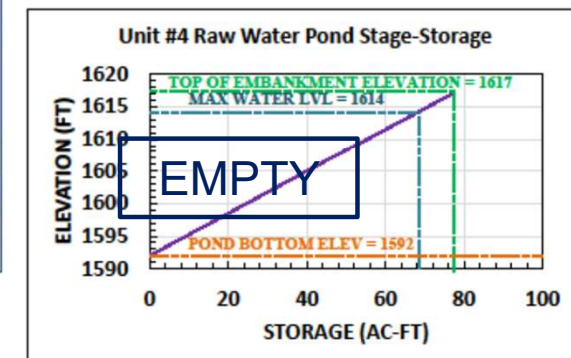 Unit #4 Raw Water Pond Stage-Storage
ELEVATION (FT)
1620
1615
1610
1605
1600
1595
1590
TOP OF EMBANKMENT ELEVATION = 1617
MAX WATER LVL = 1614
EMPTY
POND BOTTOM ELEV = 1592
0 20 40 60 80 100
STORAGE (AC-FT)